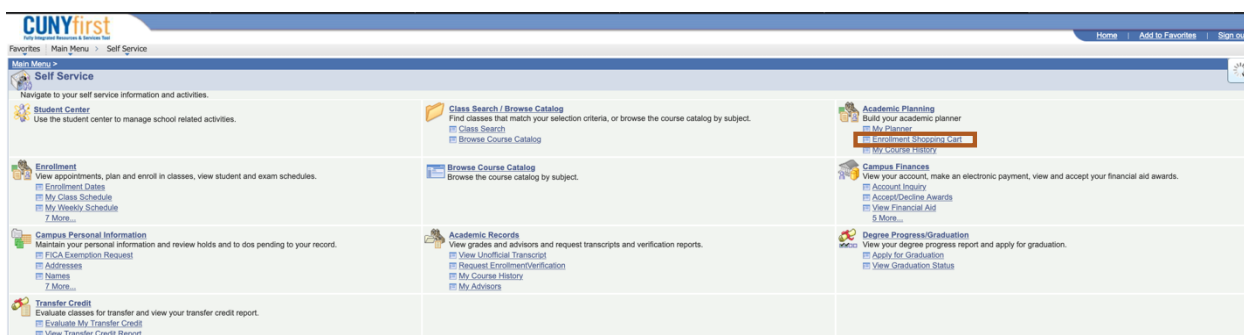 CUNYfirst
Fully Integrated Resources & Services Tool
Home | Add to Favorites | Sign ou
Favorites | Main Menu > Self Service
Main Menu >
Self Service
Navigate to your self service information and activities.
Student Center
Use the student center to manage school related activities.
Class Search / Browse Catalog
Find classes that match your selection criteria, or browse the course catalog by subject.
Class Search
Browse Course Catalog
Academic Planning
Build your academic planner
My Planner
Enrollment Shopping Cart
My Course History
Enrollment
View appointments, plan and enroll in classes, view student and exam schedules.
Enrollment Dates
My Class Schedule
My Weekly Schedule
7 More...
Browse Course Catalog
Browse the course catalog by subject.
Campus Finances
View your account, make an electronic payment, view and accept your financial aid awards.
Account Inquiry
Accept/Decline Awards
View Financial Aid
5 More...
Campus Personal Information
Maintain your personal information and review holds and to dos pending to your record.
FICA Exemption Request
Addresses
Names
7 More...
Academic Records
View grades and advisors and request transcripts and verification reports.
View Unofficial Transcript
Request EnrollmentVerification
My Course History
My Advisors
Degree Progress/Graduation
View your degree progress report and apply for graduation.
Apply for Graduation
View Graduation Status
Transfer Credit
Evaluate classes for transfer and view your transfer credit report.
Evaluate My Transfer Credit
View Transfer Credit Report